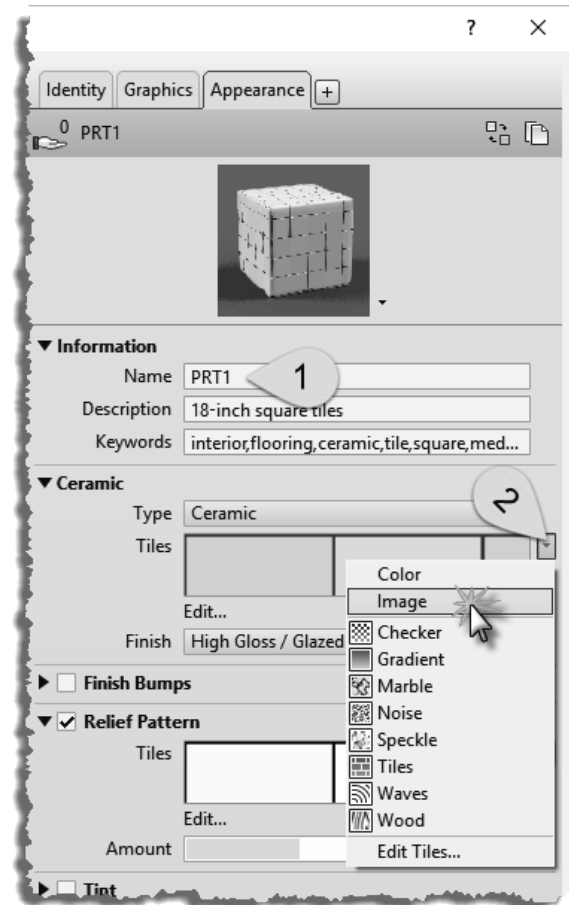 ?
Identity Graphics Appearance +
0 PRT1
Information
Name PRT1 1
Description 18-inch square tiles
Keywords interior,flooring,ceramic,tile,square,med...
Ceramic 2
Type Ceramic
Tiles
Color
Edit... Image
Finish High Gloss / Glazed Checker
Gradient
Finish Bumps Marble
Relief Pattern Noise
Tiles Speckle
Tiles
Waves
Edit... Wood
Amount Edit Tiles...
Tint